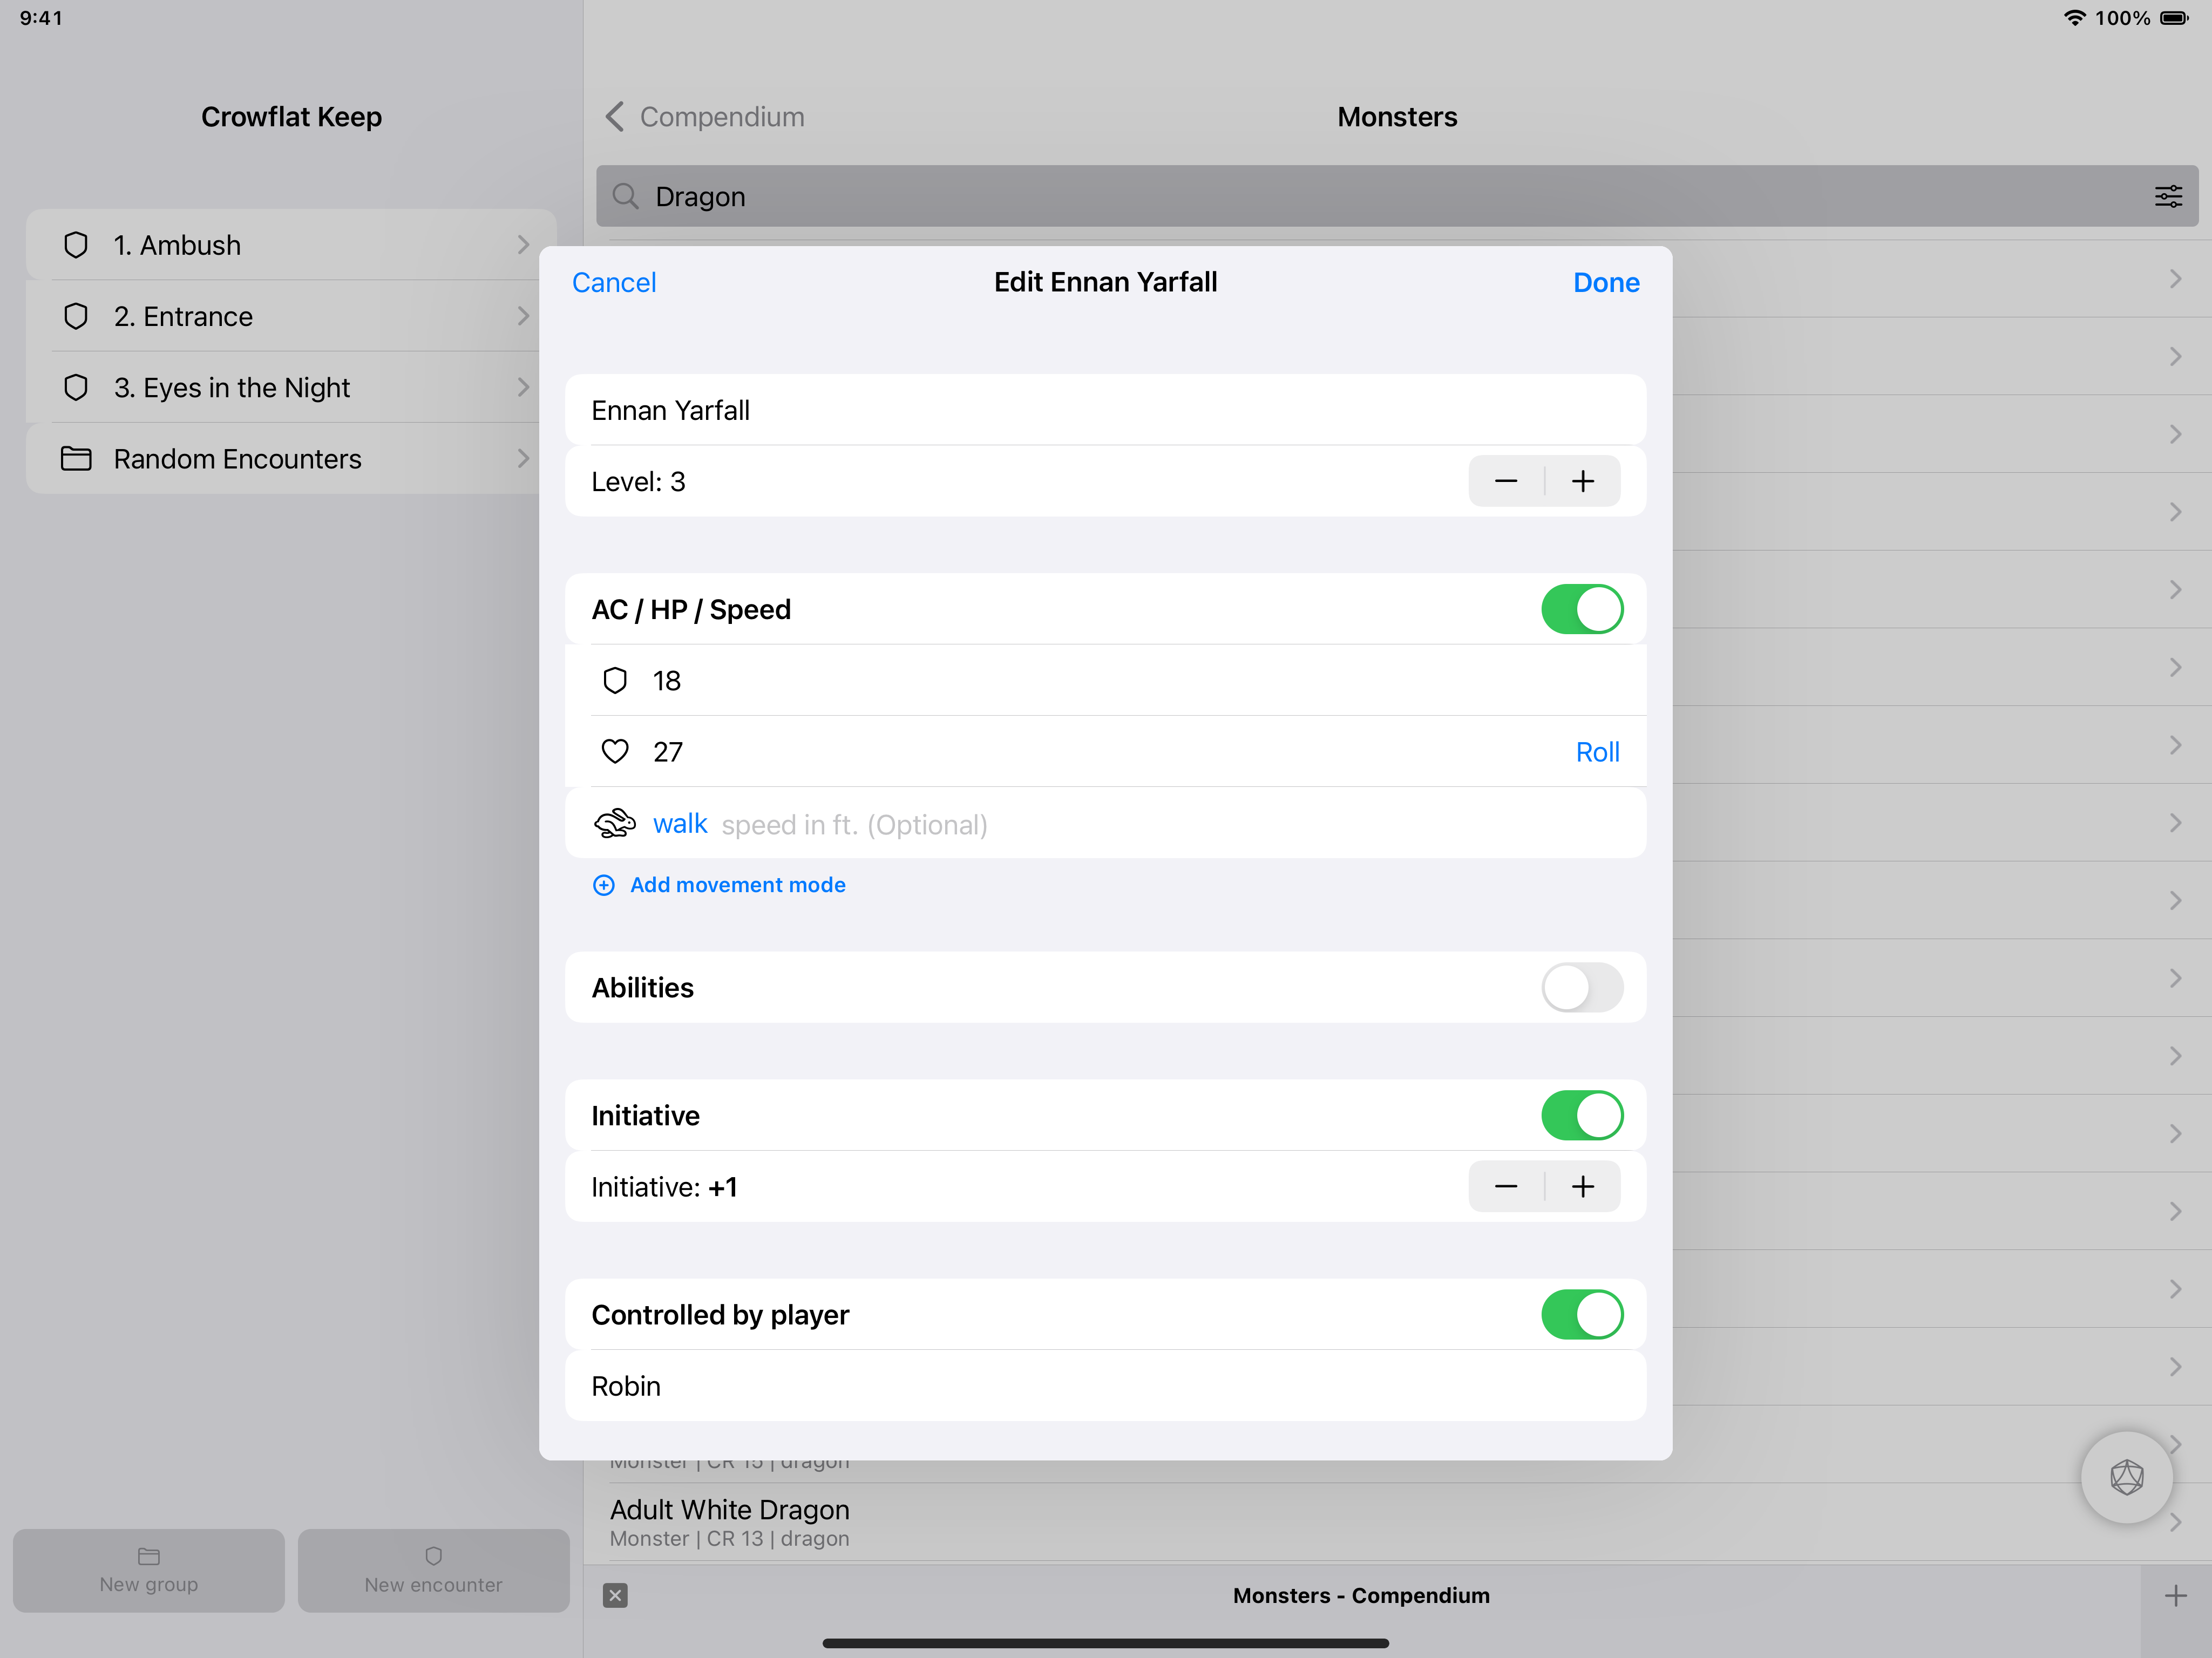 9:41
100%
Crowflat Keep
Compendium
Monsters
Dragon
1. Ambush
2. Entrance
3. Eyes in the Night
Random Encounters
Cancel
Edit Ennan Yarfall
Done
Ennan Yarfall
Level: 3
AC / HP / Speed
18
27
Roll
walk speed in ft. (Optional)
Add movement mode
Abilities
Initiative
Initiative: +1
Controlled by player
Robin
Monster | CR 15 | dragon
Adult White Dragon
Monster | CR 13 | dragon
New group
New encounter
Monsters - Compendium